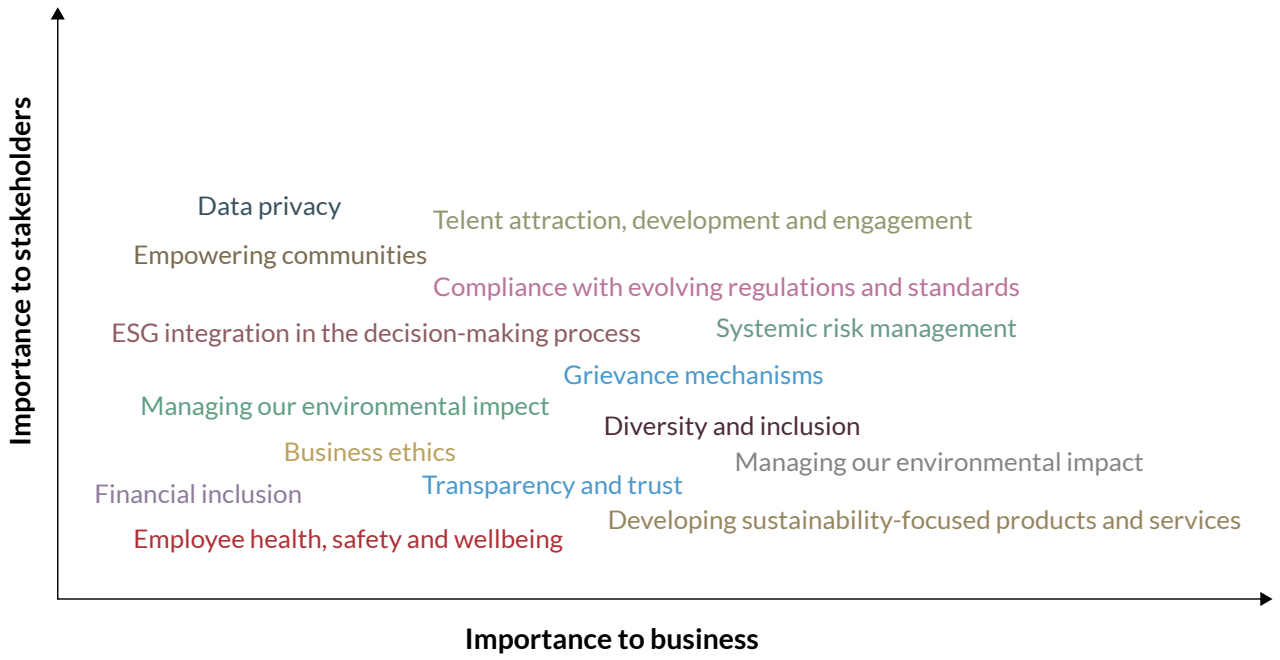 Importance to stakeholders
Data privacy
Telent attraction, development and engagement
Empowering communities
Compliance with evolving regulations and standards
ESG integration in the decision-making process
Systemic risk management
Grievance mechanisms
Managing our environmental impect
Diversity and inclusion
Business ethics
Managing our environmental impact
Financial inclusion
Transparency and trust
Developing sustainability-focused products and services
Employee health, safety and wellbeing
Importance to business